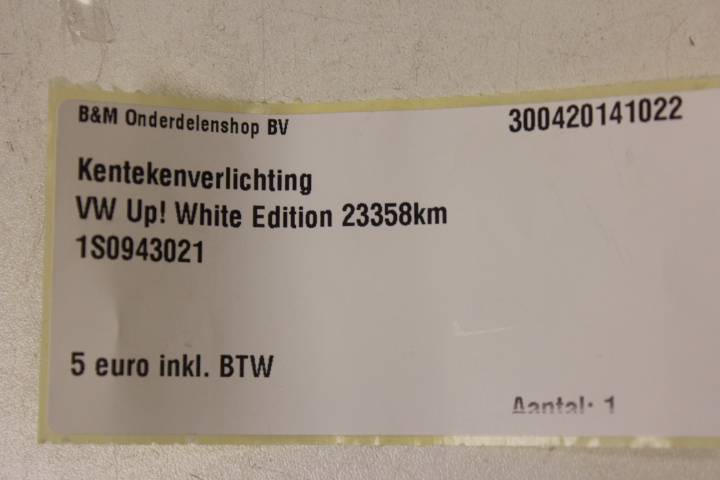 B&M Onderdelenshop BV 300420141022
Kentekenverlichting
VW Up! White Edition 23358km
1S0943021
5 euro inkl. BTW
Aantal: 1